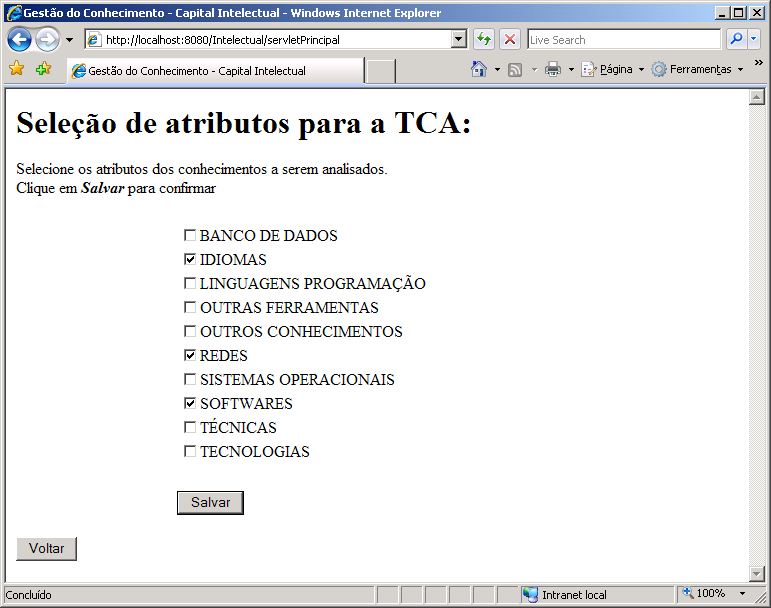 Gestão do Conhecimento - Capital Intelectual - Windows Internet Explorer
http://localhost:8080/Intelectual/servletPrincipal
Live Search
Gestão do Conhecimento - Capital Intelectual
Página
Ferramentas
Seleção de atributos para a TCA:
Selecione os atributos dos conhecimentos a serem analisados.
Clique em Salvar para confirmar
BANCO DE DADOS
IDIOMAS
LINGUAGENS PROGRAMAÇÃO
OUTRAS FERRAMENTAS
OUTROS CONHECIMENTOS
REDES
SISTEMAS OPERACIONAIS
SOFTWARES
TÉCNICAS
TECNOLOGIAS
Salvar
Voltar
Concluído
Intranet local
100%